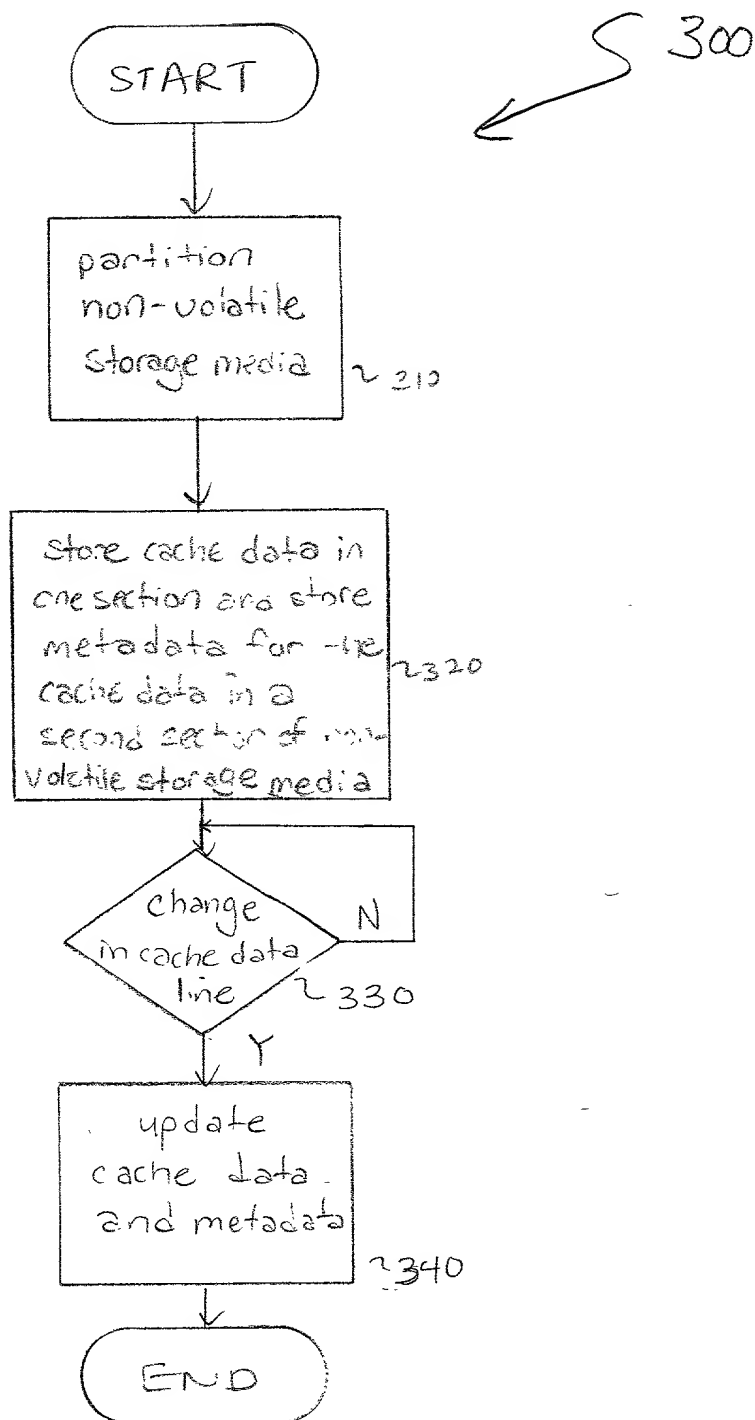 300
START
partition
non-volatile
storage media
210
store cache data in
one section and store
metadata for the
cache data in a
second sector of non-
volatile storage media
320
change
in cache data
line
N
330
Y
update
cache data
and metadata
340
END